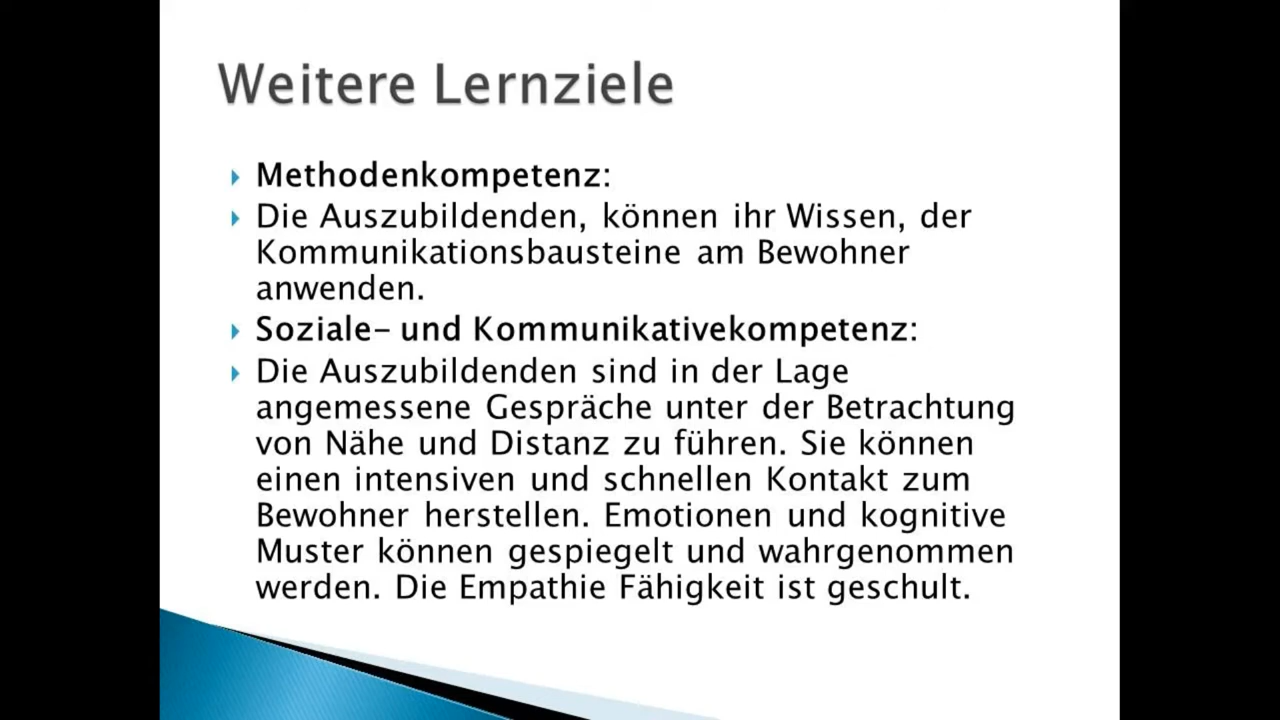 Weitere Lernziele
Methodenkompetenz:
Die Auszubildenden, können ihr Wissen, der
Kommunikationsbausteine am Bewohner
anwenden.
Soziale- und Kommunikativekompetenz:
Die Auszubildenden sind in der Lage
angemessene Gespräche unter der Betrachtung
von Nähe und Distanz zu führen. Sie können
einen intensiven und schnellen Kontakt zum
Bewohner herstellen. Emotionen und kognitive
Muster können gespiegelt und wahrgenommen
werden. Die Empathie Fähigkeit ist geschult.